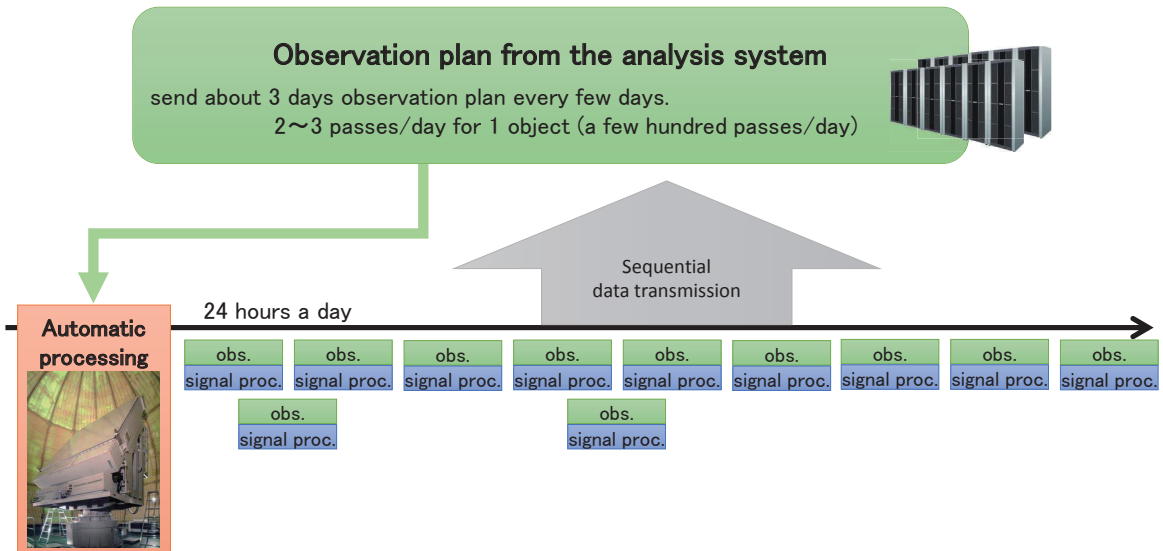 Observation plan from the analysis system
send about 3 days observation plan every few days.
2～3 passes/day for 1 object (a few hundred passes/day)
Sequential
data transmission
24 hours a day
Automatic
processing
obs.
signal proc.
obs.
signal proc.
obs.
signal proc.
obs.
signal proc.
obs.
signal proc.
obs.
signal proc.
obs.
signal proc.
obs.
signal proc.
obs.
signal proc.
obs.
signal proc.
obs.
signal proc.